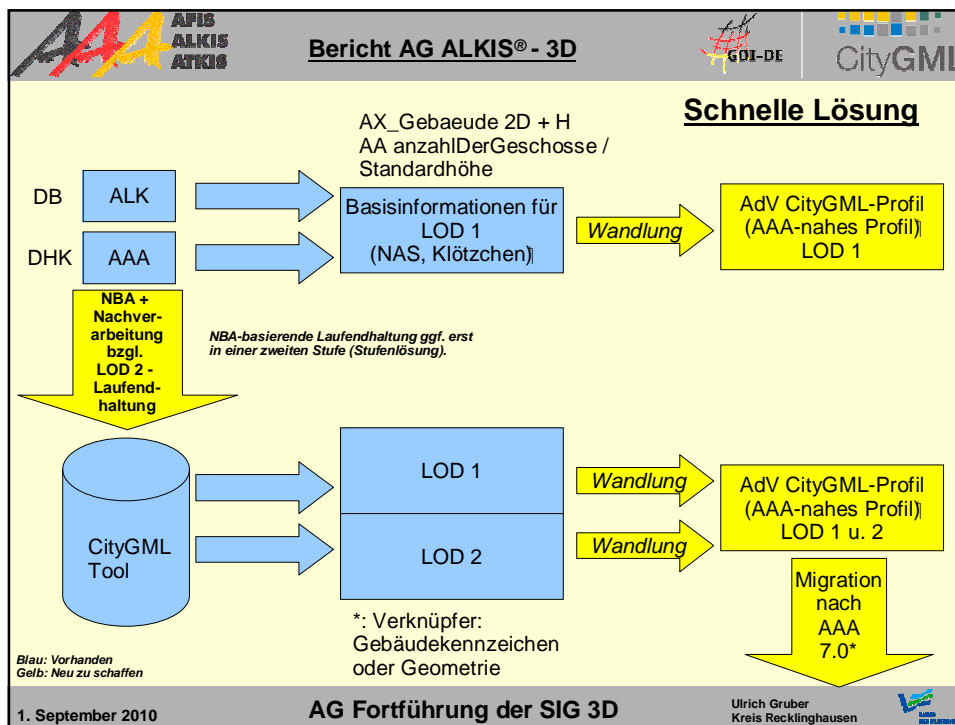 AFIS
ALKIS
ATKIS
Bericht AG ALKIS® - 3D
GDI-DE
CityGML
Schnelle Lösung
AX_Gebaeude 2D + H
AA anzahlDerGeschosse /
Standardhöhe
DB
ALK
DHK
AAA
Basisinformationen für
LOD 1
(NAS, Klötzchen)
Wandlung
AdV CityGML-Profil
(AAA-nahes Profil)
LOD 1
NBA +
Nachver-
arbeitung
bzgl.
LOD 2 -
Laufend-
haltung
NBA-basierende Laufendhaltung ggf. erst
in einer zweiten Stufe (Stufenlösung).
CityGML
Tool
LOD 1
LOD 2
Wandlung
Wandlung
AdV CityGML-Profil
(AAA-nahes Profil)
LOD 1 u. 2
*: Verknüpfer:
Gebäudekennzeichen
oder Geometrie
Migration
nach
AAA
7.0*
Blau: Vorhanden
Gelb: Neu zu schaffen
1. September 2010
AG Fortführung der SIG 3D
Ulrich Gruber
Kreis Recklinghausen